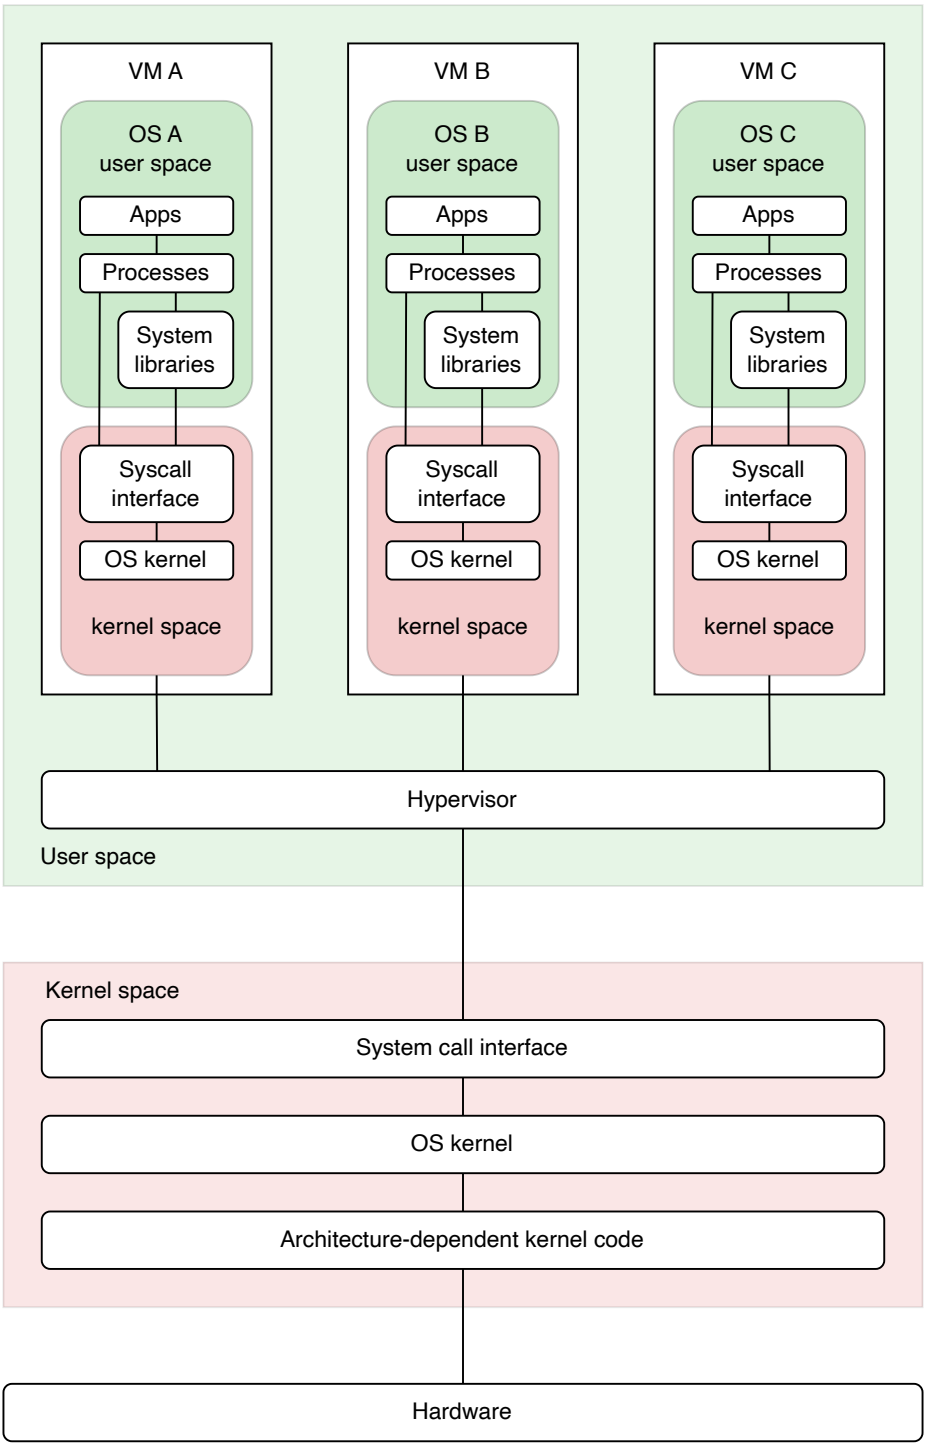 VM A
OS A
user space
Apps
Processes
System
libraries
Syscall
interface
OS kernel
kernel space
VM B
OS B
user space
Apps
Processes
System
libraries
Syscall
interface
OS kernel
kernel space
VM C
OS C
user space
Apps
Processes
System
libraries
Syscall
interface
OS kernel
kernel space
Hypervisor
User space
Kernel space
System call interface
OS kernel
Architecture-dependent kernel code
Hardware